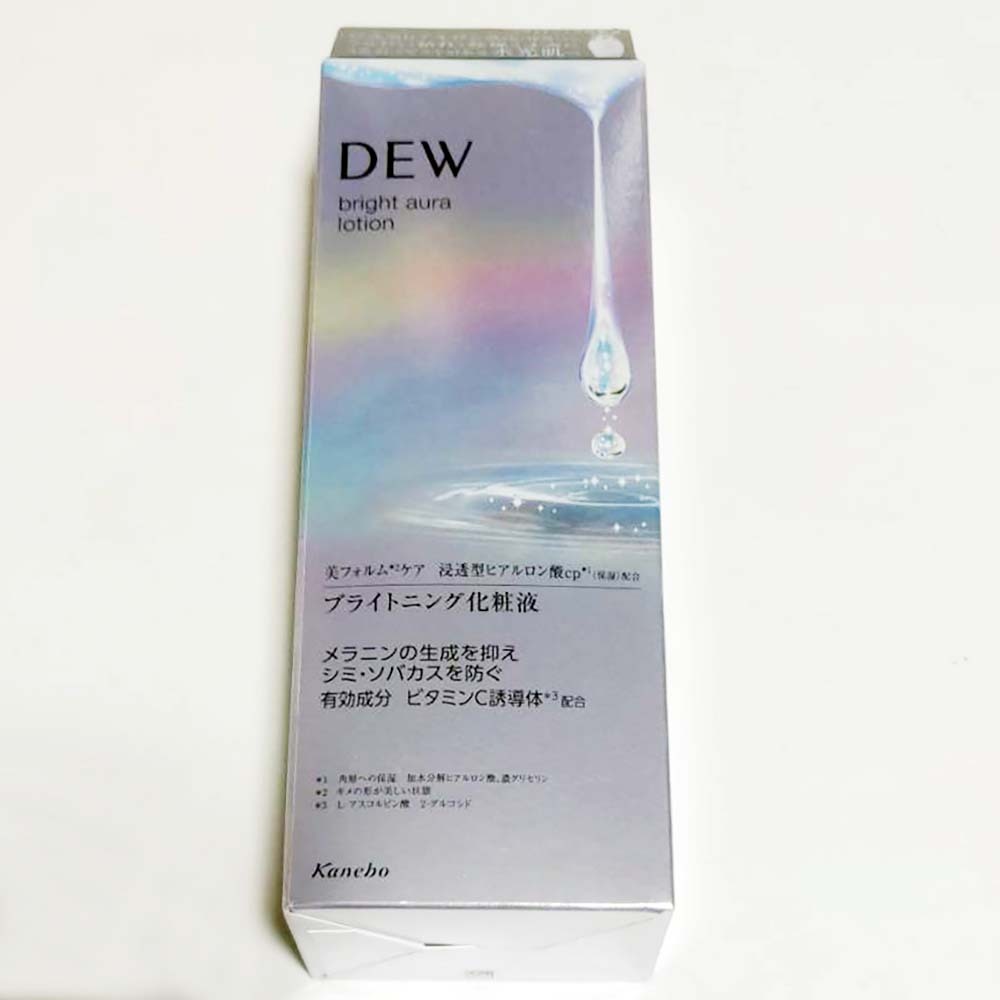 水光肌
DEW
bright aura
lotion
美フォルム*2ケア 浸透型ヒアルロン酸cp*1(保湿)配合
ブライトニング化粧液
メラニンの生成を抑え
シミ・ソバカスを防ぐ
有効成分 ビタミンC誘導体*3配合
*1 角層への保湿 加水分解ヒアルロン酸、濃グリセリン
*2 キメの形が美しい状態
*3 L-アスコルビン酸 2-グルコシド
Kanebo